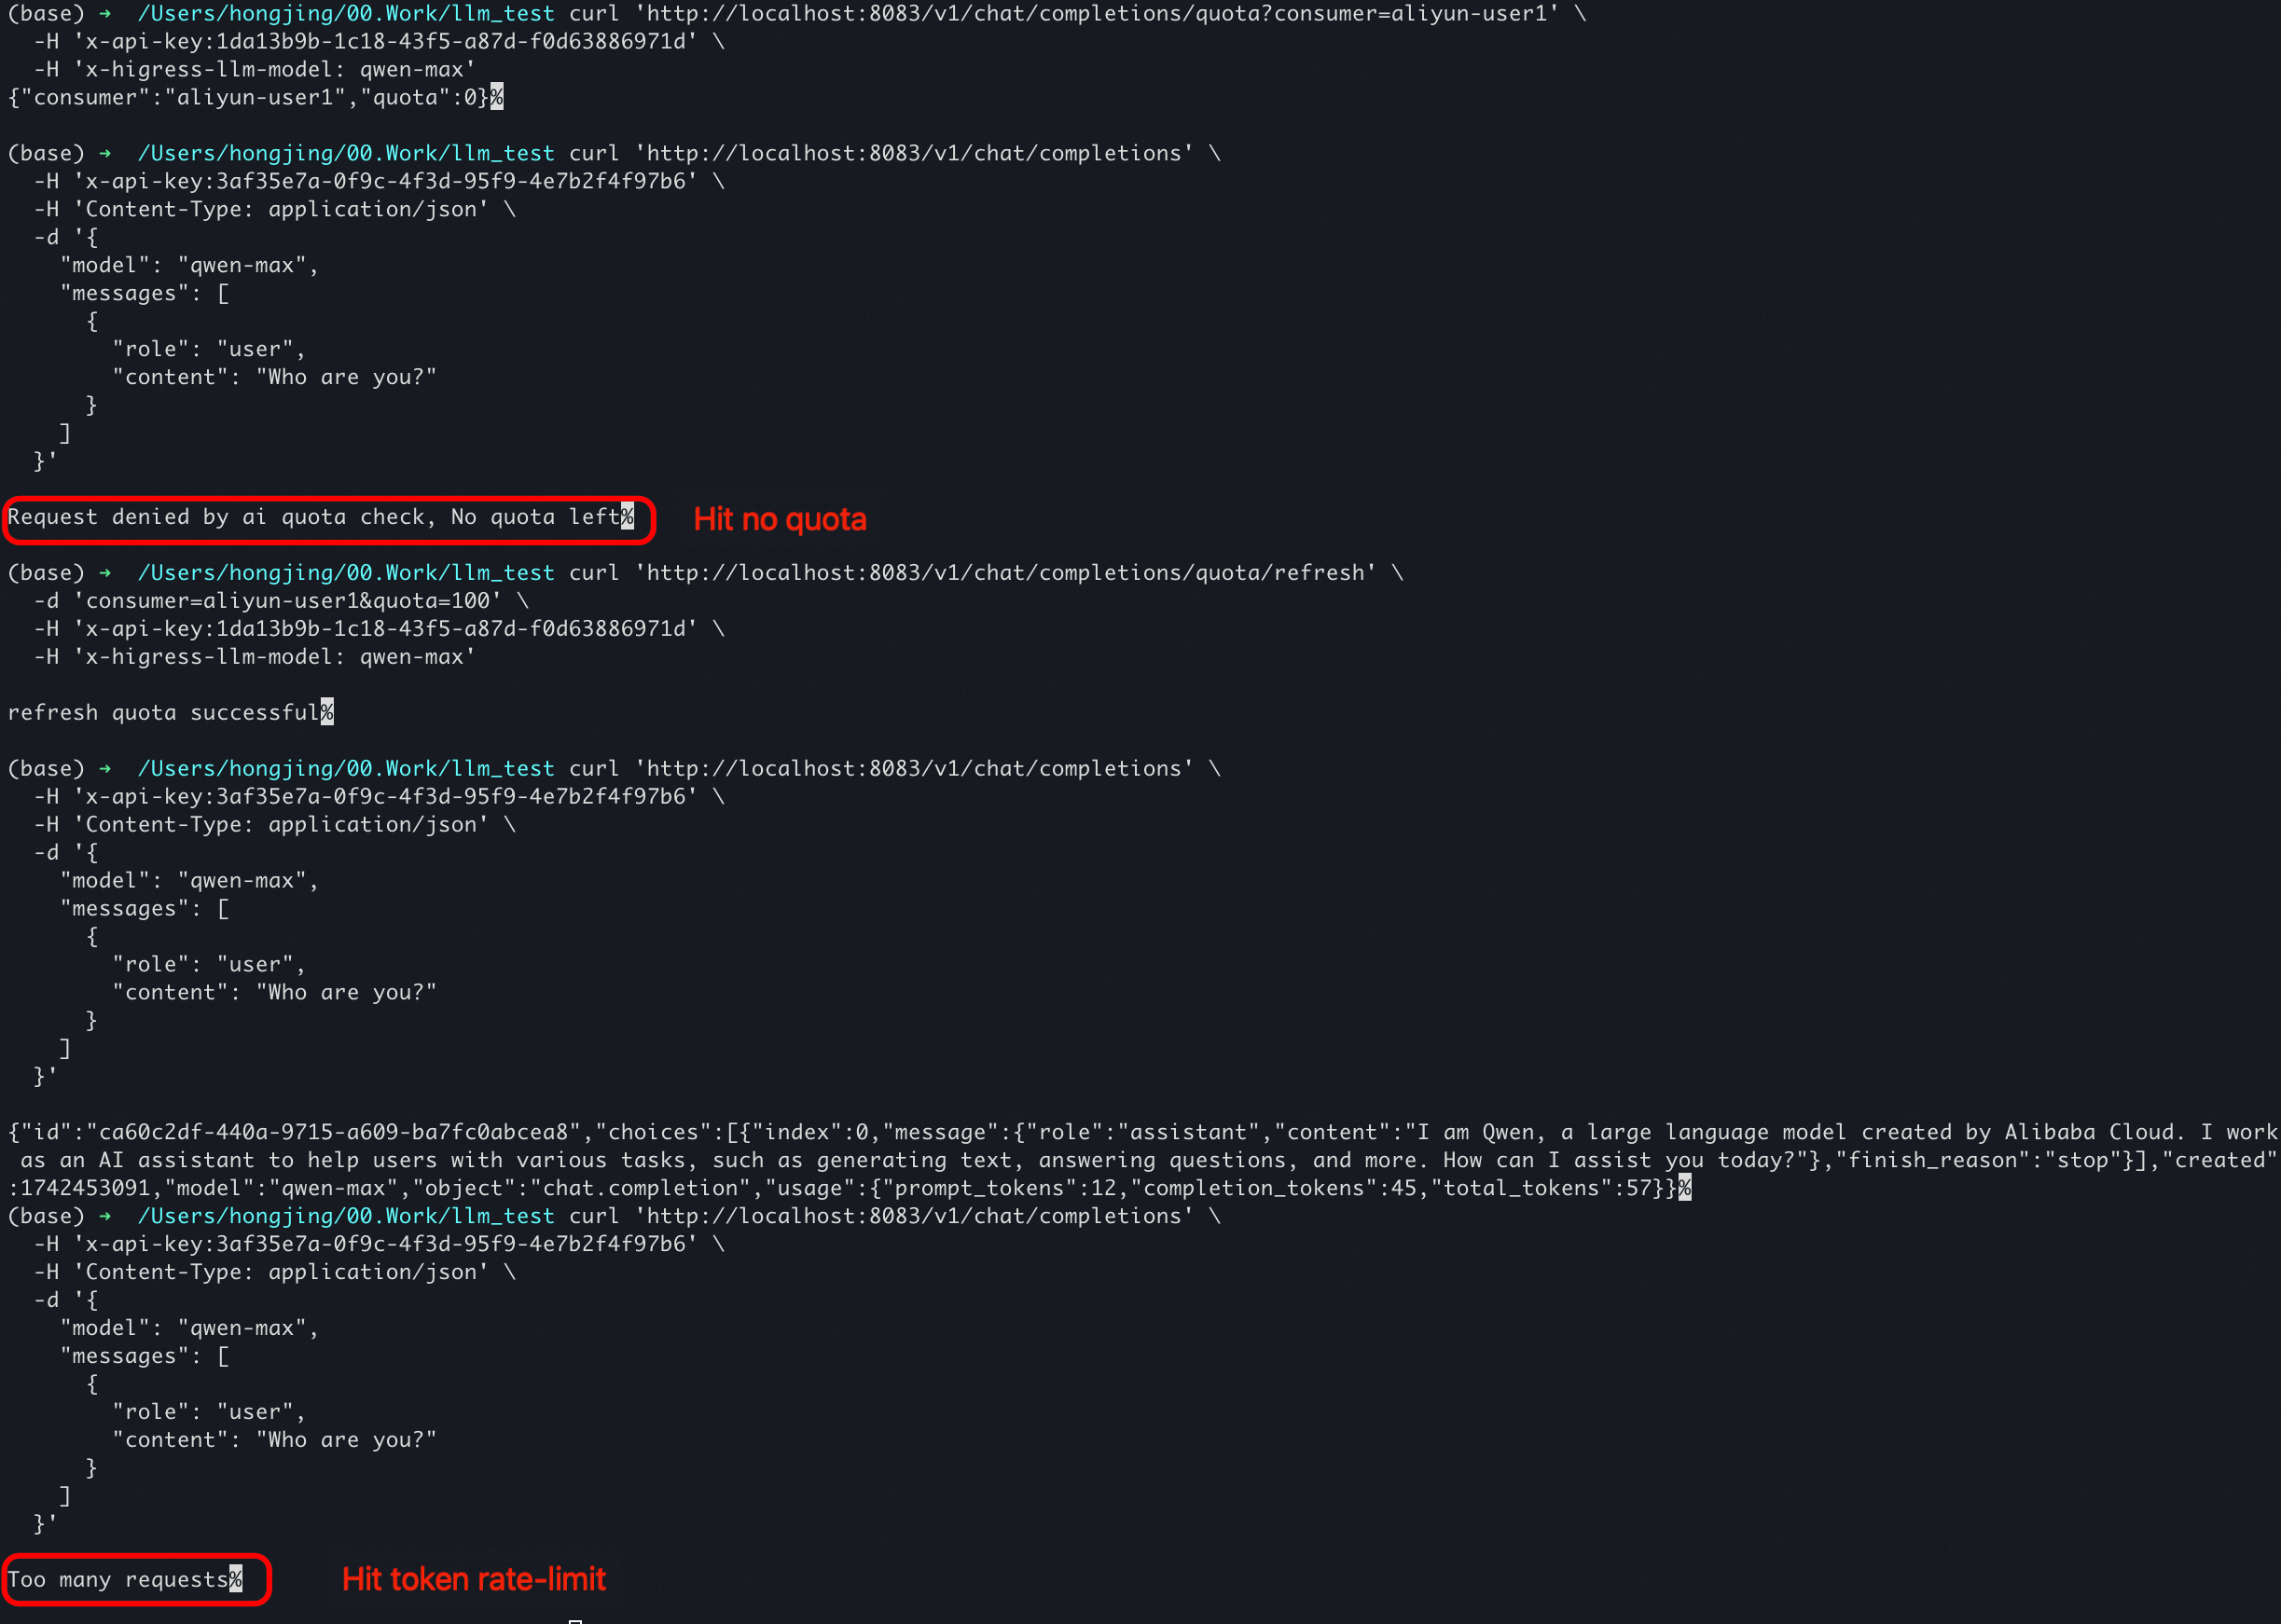 (base) ➜  /Users/hongjing/00.Work/llm_test curl 'http://localhost:8083/v1/chat/completions/quota?consumer=aliyun-user1' \
  -H 'x-api-key:1da13b9b-1c18-43f5-a87d-f0d63886971d' \
  -H 'x-higress-llm-model: qwen-max'
{"consumer":"aliyun-user1","quota":0}%
(base) ➜  /Users/hongjing/00.Work/llm_test curl 'http://localhost:8083/v1/chat/completions' \
  -H 'x-api-key:3af35e7a-0f9c-4f3d-95f9-4e7b2f4f97b6' \
  -H 'Content-Type: application/json' \
  -d '{
    "model": "qwen-max",
    "messages": [
      {
        "role": "user",
        "content": "Who are you?"
      }
    ]
  }'
Request denied by ai quota check, No quota left% Hit no quota
(base) ➜  /Users/hongjing/00.Work/llm_test curl 'http://localhost:8083/v1/chat/completions/quota/refresh' \
  -d 'consumer=aliyun-user1&quota=100' \
  -H 'x-api-key:1da13b9b-1c18-43f5-a87d-f0d63886971d' \
  -H 'x-higress-llm-model: qwen-max'
refresh quota successful%
(base) ➜  /Users/hongjing/00.Work/llm_test curl 'http://localhost:8083/v1/chat/completions' \
  -H 'x-api-key:3af35e7a-0f9c-4f3d-95f9-4e7b2f4f97b6' \
  -H 'Content-Type: application/json' \
  -d '{
    "model": "qwen-max",
    "messages": [
      {
        "role": "user",
        "content": "Who are you?"
      }
    ]
  }'
{"id":"ca60c2df-440a-9715-a609-ba7fc0abcea8","choices":[{"index":0,"message":{"role":"assistant","content":"I am Qwen, a large language model created by Alibaba Cloud. I work
 as an AI assistant to help users with various tasks, such as generating text, answering questions, and more. How can I assist you today?"},"finish_reason":"stop"}],"created"
:1742453091,"model":"qwen-max","object":"chat.completion","usage":{"prompt_tokens":12,"completion_tokens":45,"total_tokens":57}}%
(base) ➜  /Users/hongjing/00.Work/llm_test curl 'http://localhost:8083/v1/chat/completions' \
  -H 'x-api-key:3af35e7a-0f9c-4f3d-95f9-4e7b2f4f97b6' \
  -H 'Content-Type: application/json' \
  -d '{
    "model": "qwen-max",
    "messages": [
      {
        "role": "user",
        "content": "Who are you?"
      }
    ]
  }'
Too many requests% Hit token rate-limit